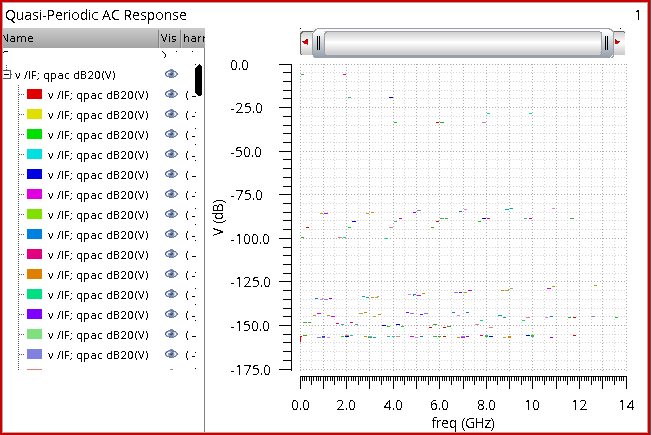 Quasi-Periodic AC Response 1
Name Vis harr
v /IF; qpac dB20(V)
v /IF; qpac dB20(V) (-
v /IF; qpac dB20(V) (-
v /IF; qpac dB20(V) (-
v /IF; qpac dB20(V) (-
v /IF; qpac dB20(V) (-
v /IF; qpac dB20(V) (-
v /IF; qpac dB20(V) (-
v /IF; qpac dB20(V) (-
v /IF; qpac dB20(V) (-
v /IF; qpac dB20(V) (-
v /IF; qpac dB20(V) (-
v /IF; qpac dB20(V) (-
v /IF; qpac dB20(V) (-
v /IF; qpac dB20(V) (-
V (dB)
0.0
-25.0
-50.0
-75.0
-100.0
-125.0
-150.0
-175.0
0.0 2.0 4.0 6.0 8.0 10 12 14
freq (GHz)